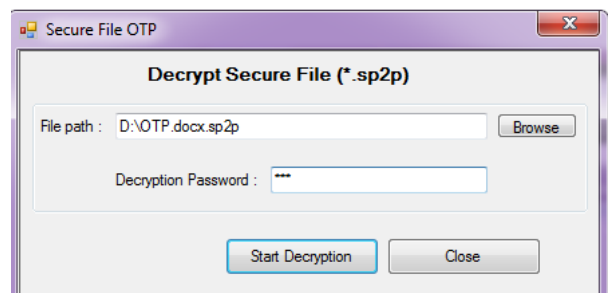 Secure File OTP
Decrypt Secure File (*.sp2p)
File path : D:\OTP.docx.sp2p Browse
Decryption Password : ***
Start Decryption Close